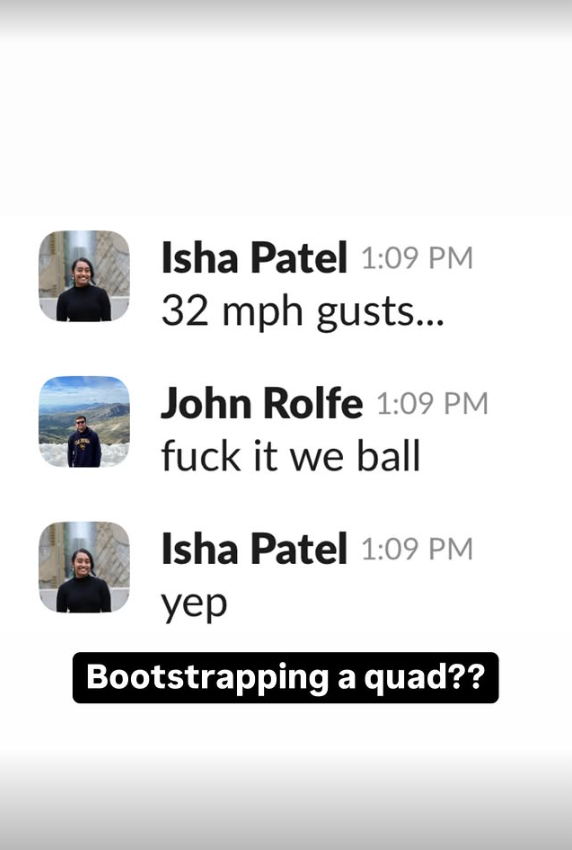 Isha Patel 1:09 PM
32 mph gusts...
John Rolfe 1:09 PM
fuck it we ball
Isha Patel 1:09 PM
yep
Bootstrapping a quad??